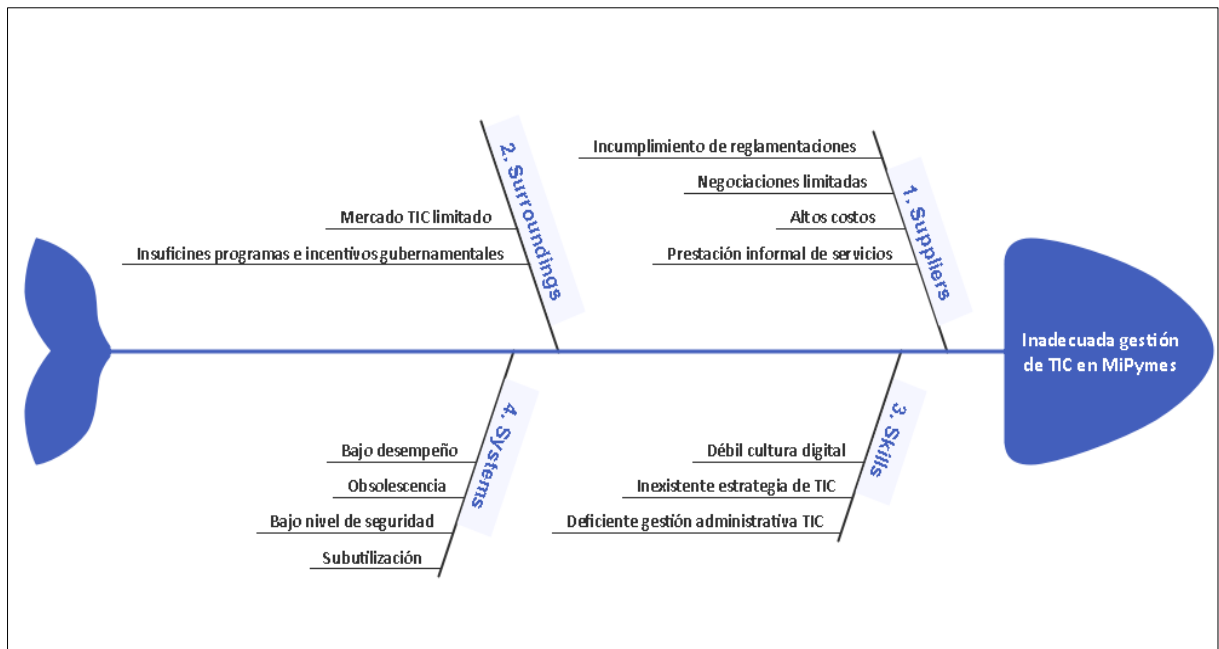 2. Surroundings
Mercado TIC limitado
Insuficines programas e incentivos gubernamentales
1. Suppliers
Incumplimiento de reglamentaciones
Negociaciones limitadas
Altos costos
Prestación informal de servicios
Inadecuada gestión
de TIC en MiPymes
4. Systems
Bajo desempeño
Obsolescencia
Bajo nivel de seguridad
Subutilización
3. Skills
Débil cultura digital
Inexistente estrategia de TIC
Deficiente gestión administrativa TIC